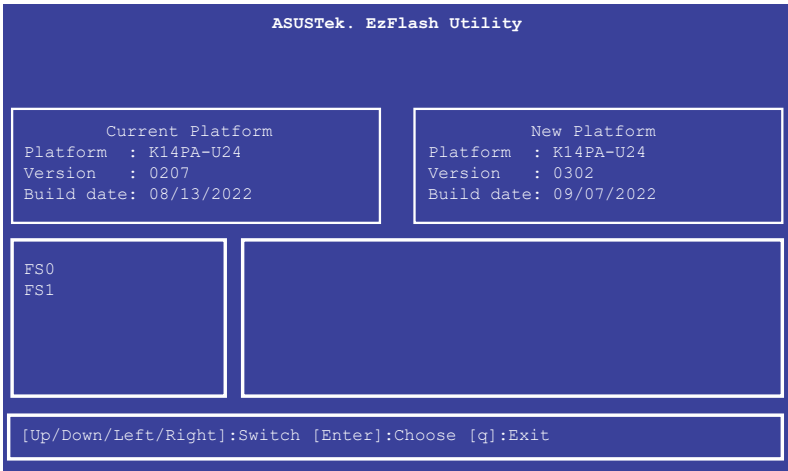 ASUSTek. EzFlash Utility
Current Platform
Platform : K14PA-U24
Version : 0207
Build date: 08/13/2022
New Platform
Platform : K14PA-U24
Version : 0302
Build date: 09/07/2022
FS0
FS1
[Up/Down/Left/Right]:Switch [Enter]:Choose [q]:Exit